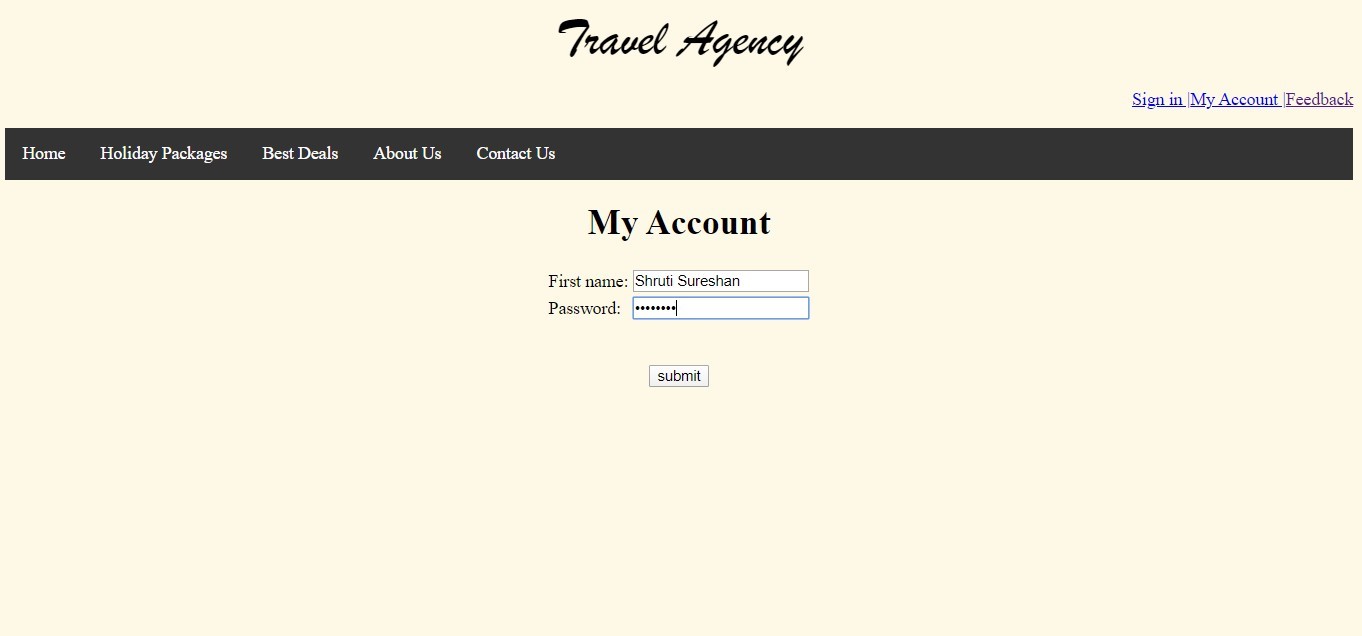 Travel Agency
Sign in |My Account |Feedback
Home Holiday Packages Best Deals About Us Contact Us
My Account
First name: Shruti Sureshan
Password: ••••••••
submit